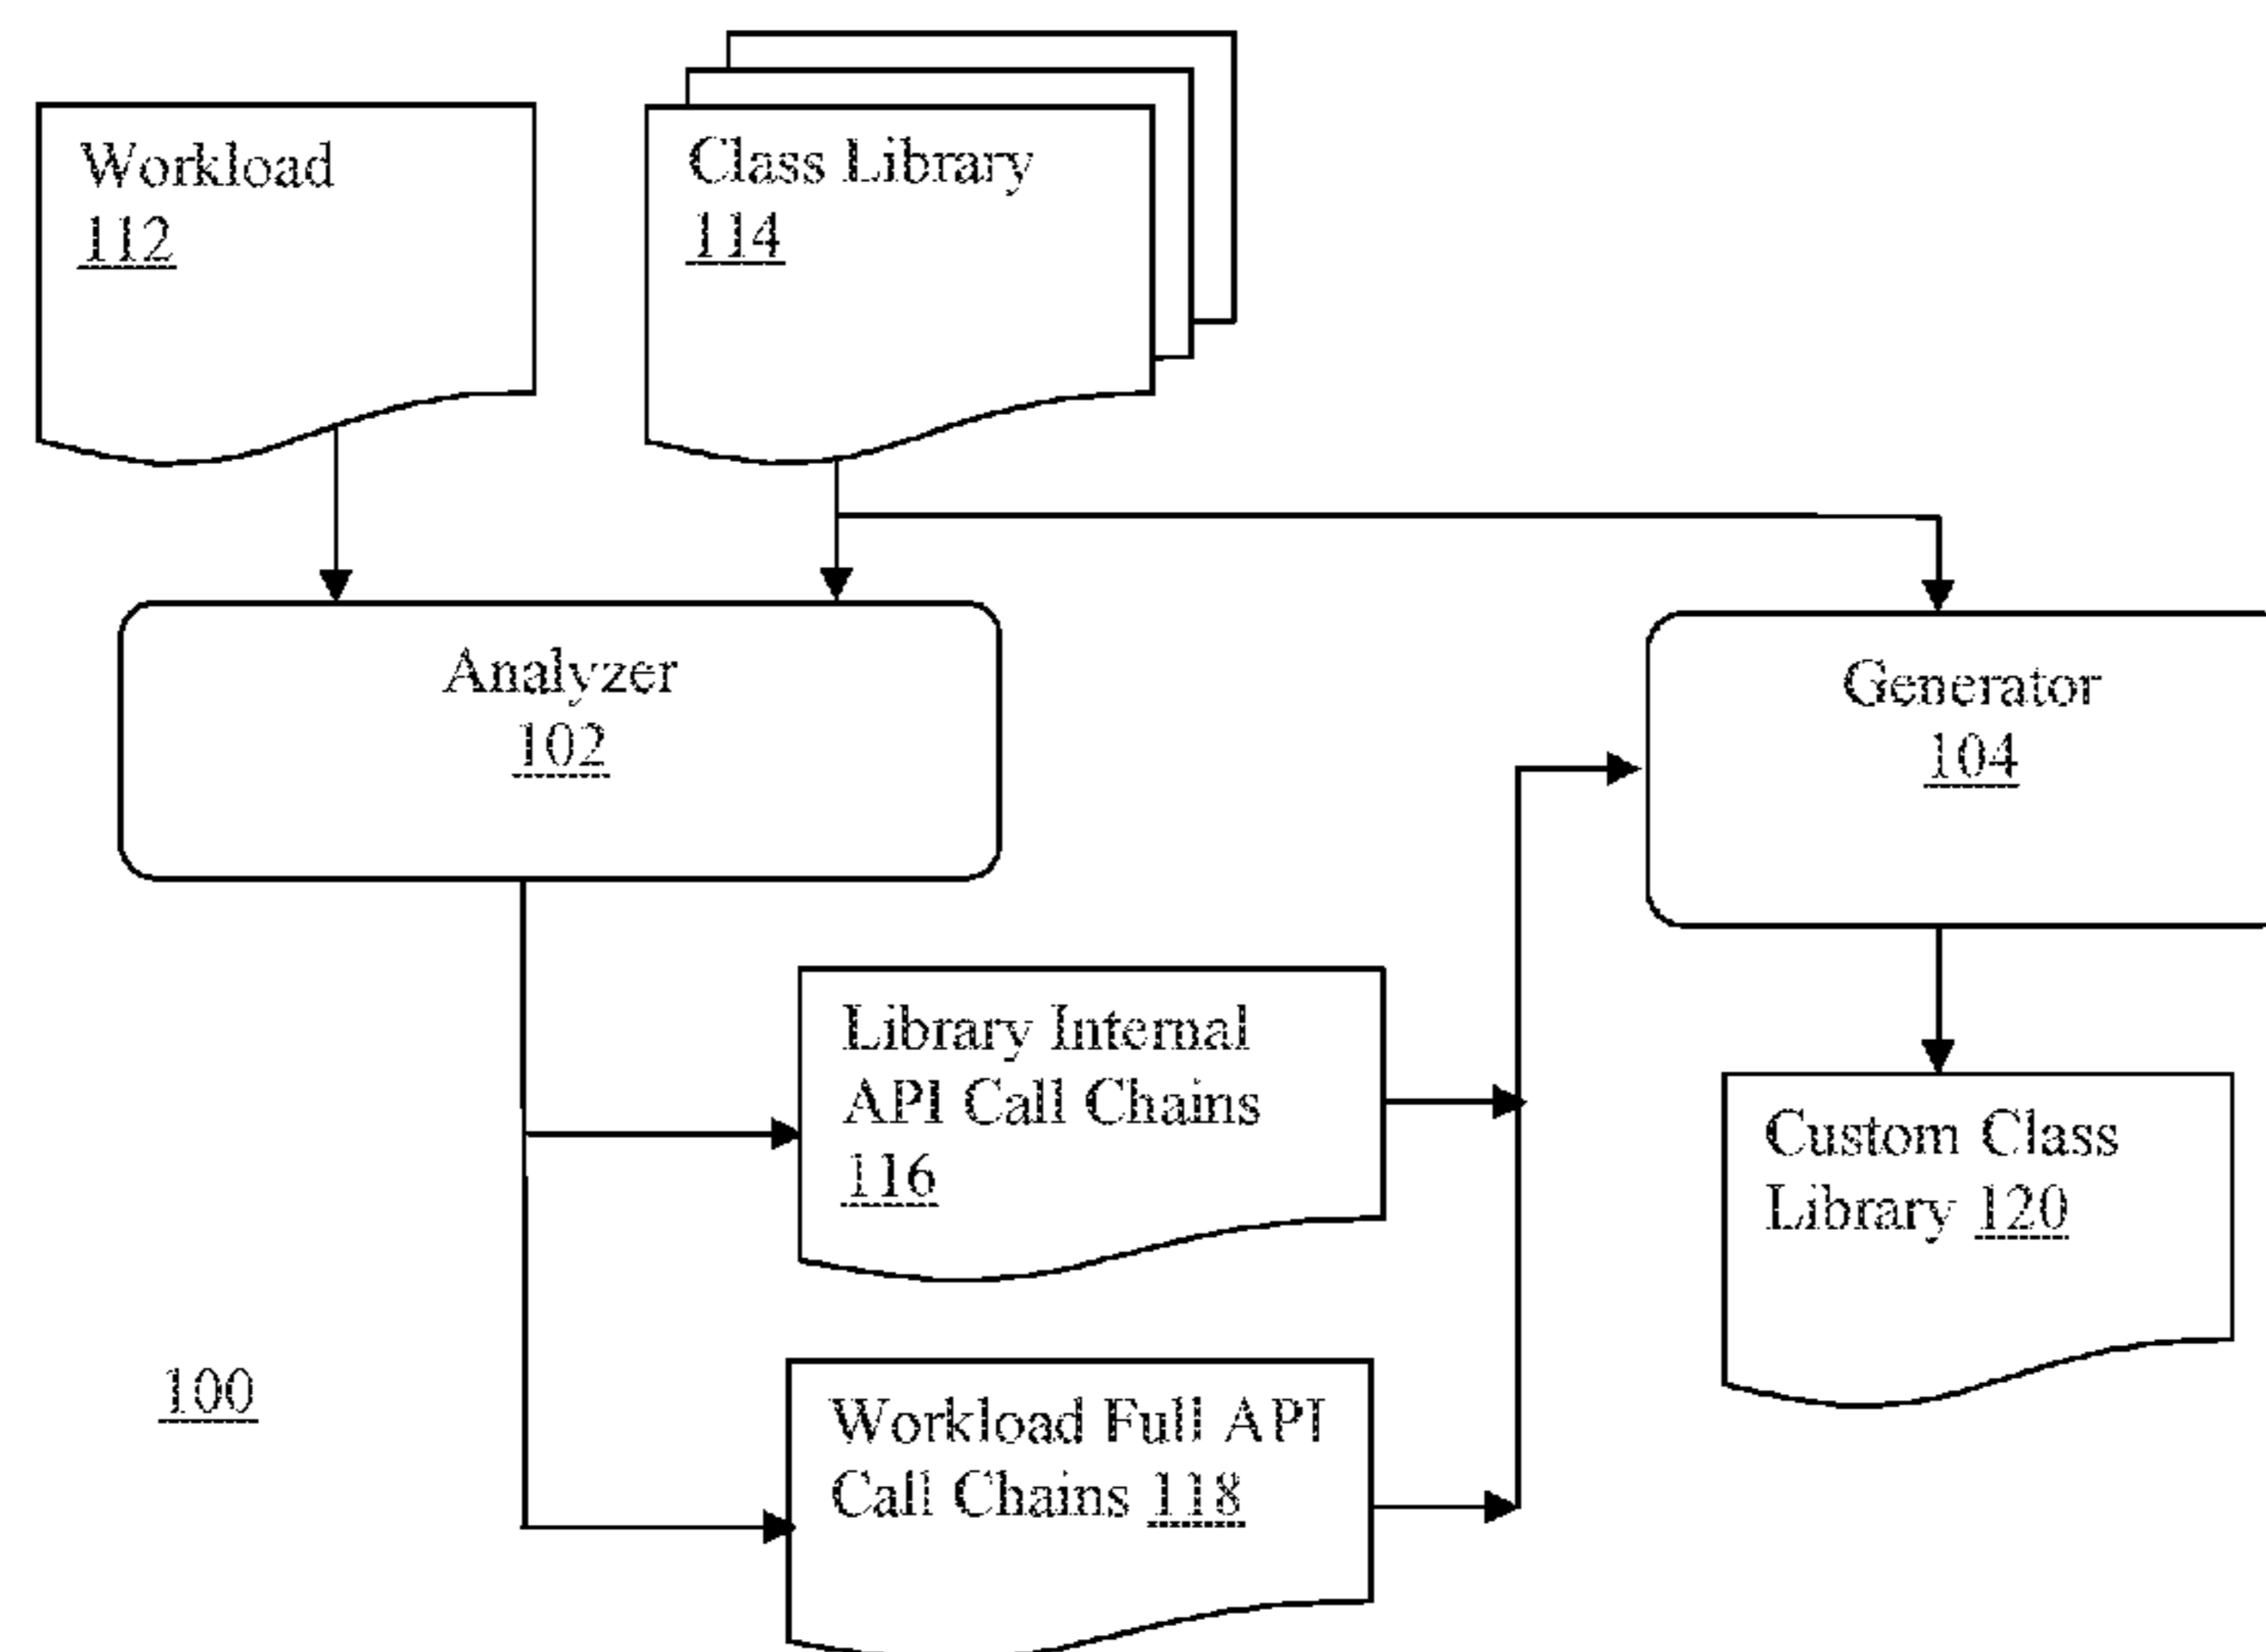 Workload
112
Class Library
114
Analyzer
102
Generator
104
Library Internal
API Call Chains
116
Custom Class
Library 120
100
Workload Full API
Call Chains 118